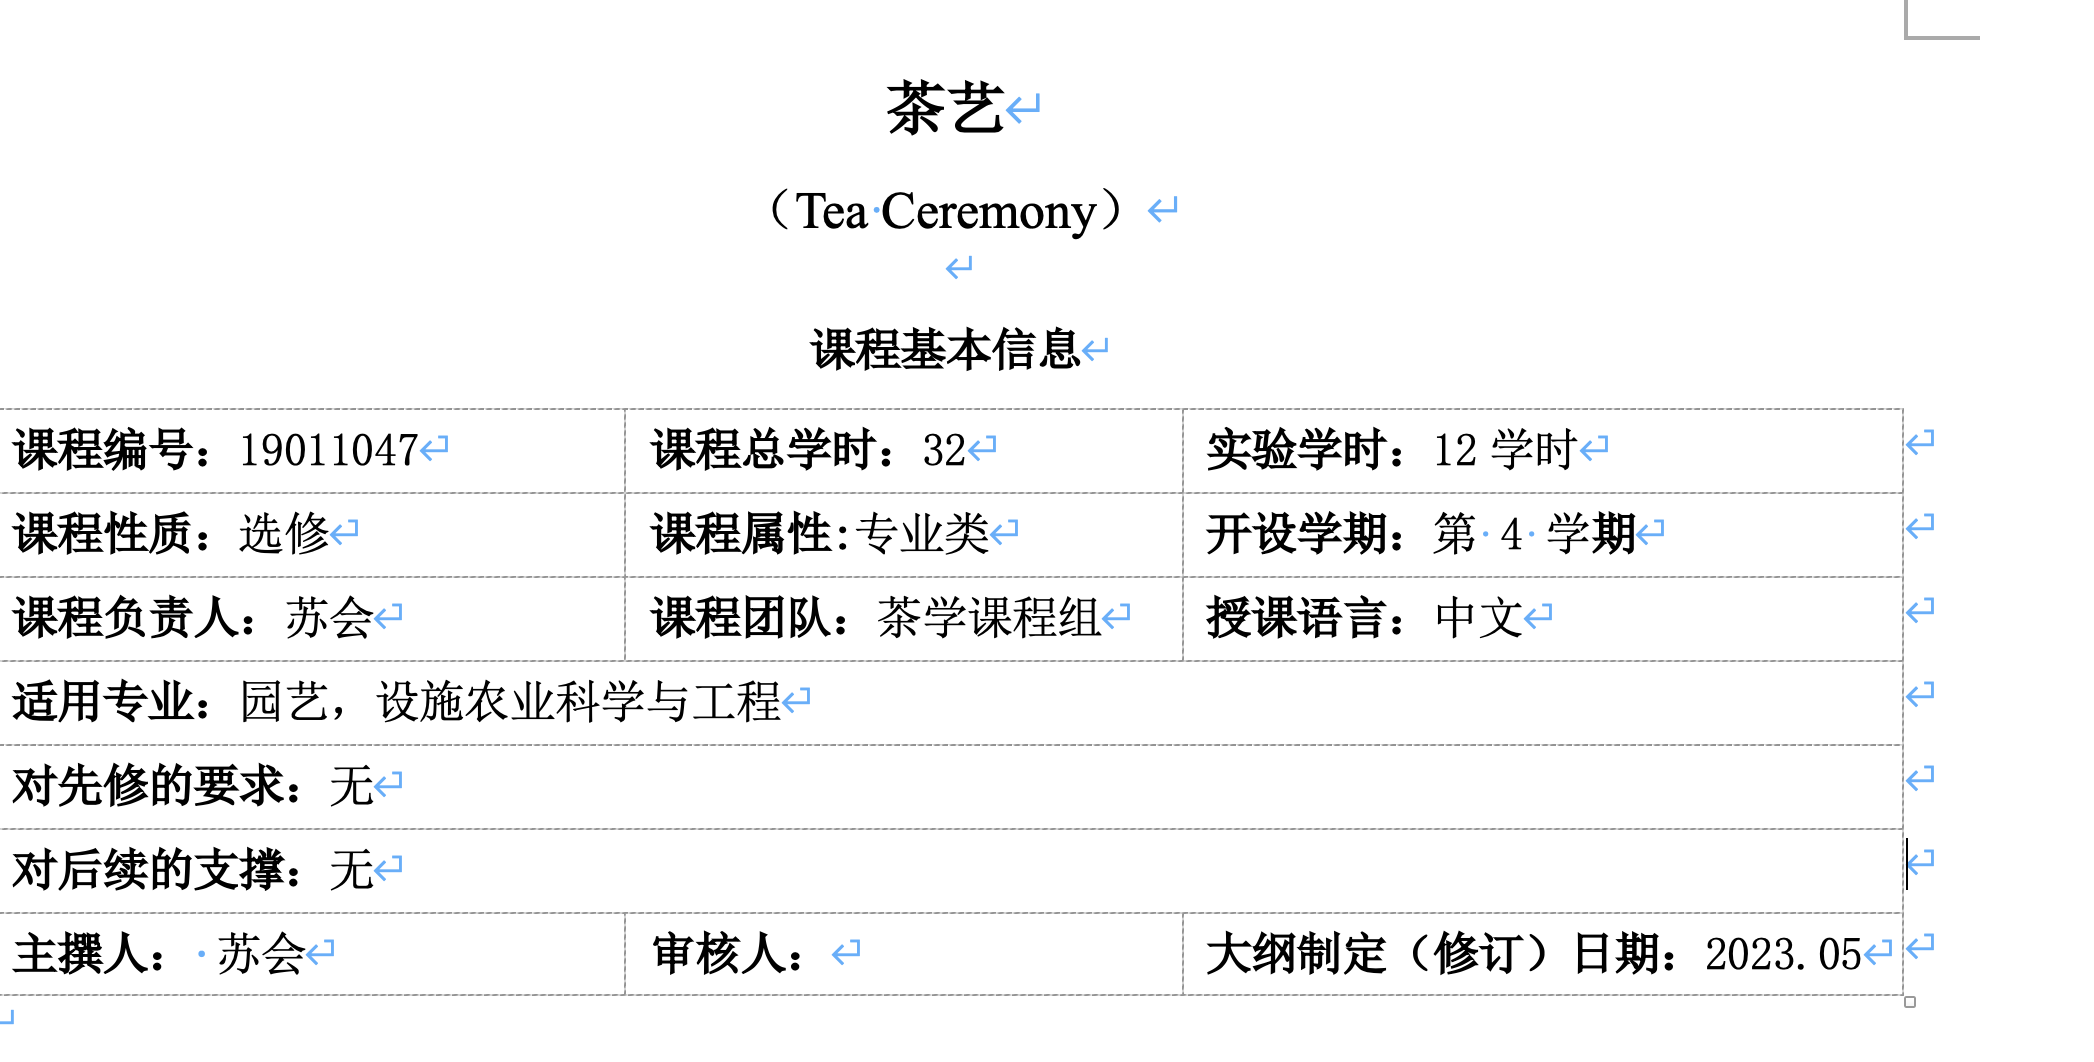 茶艺
（Tea Ceremony）
课程基本信息
课程编号：19011047 课程总学时：32 实验学时：12 学时
课程性质：选修 课程属性:专业类 开设学期：第 4 学期
课程负责人：苏会 课程团队：茶学课程组 授课语言：中文
适用专业：园艺，设施农业科学与工程
对先修的要求：无
对后续的支撑：无
主撰人： 苏会 审核人： 大纲制定（修订）日期：2023.05